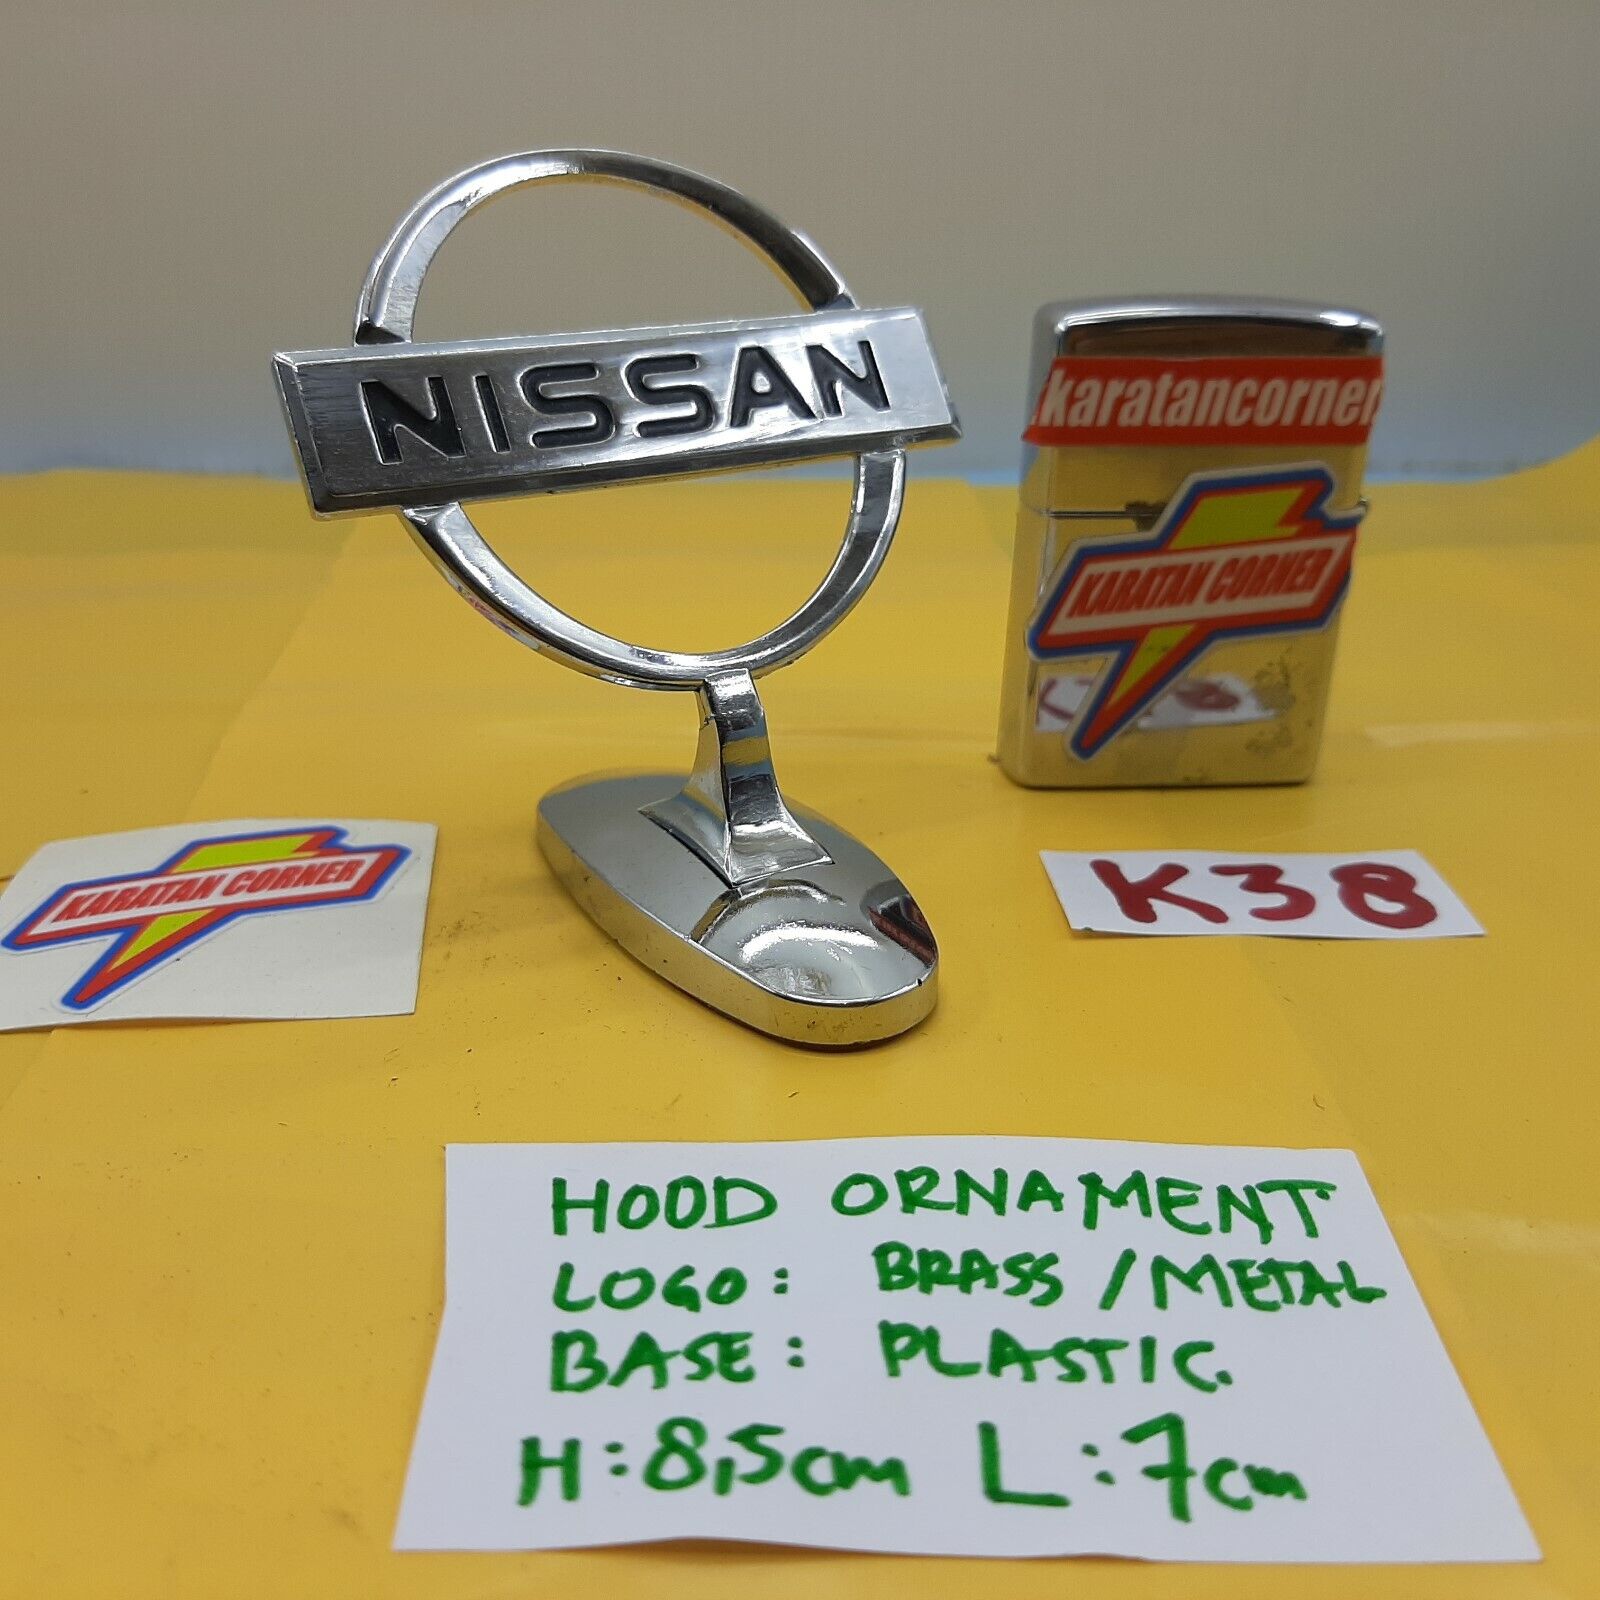 NISSAN
karatancorner
KARATAN CORNER
KARATAN CORNER
K38
HOOD ORNAMENT
LOGO: BRASS / METAL
BASE: PLASTIC.
H:8,5cm L:7cm